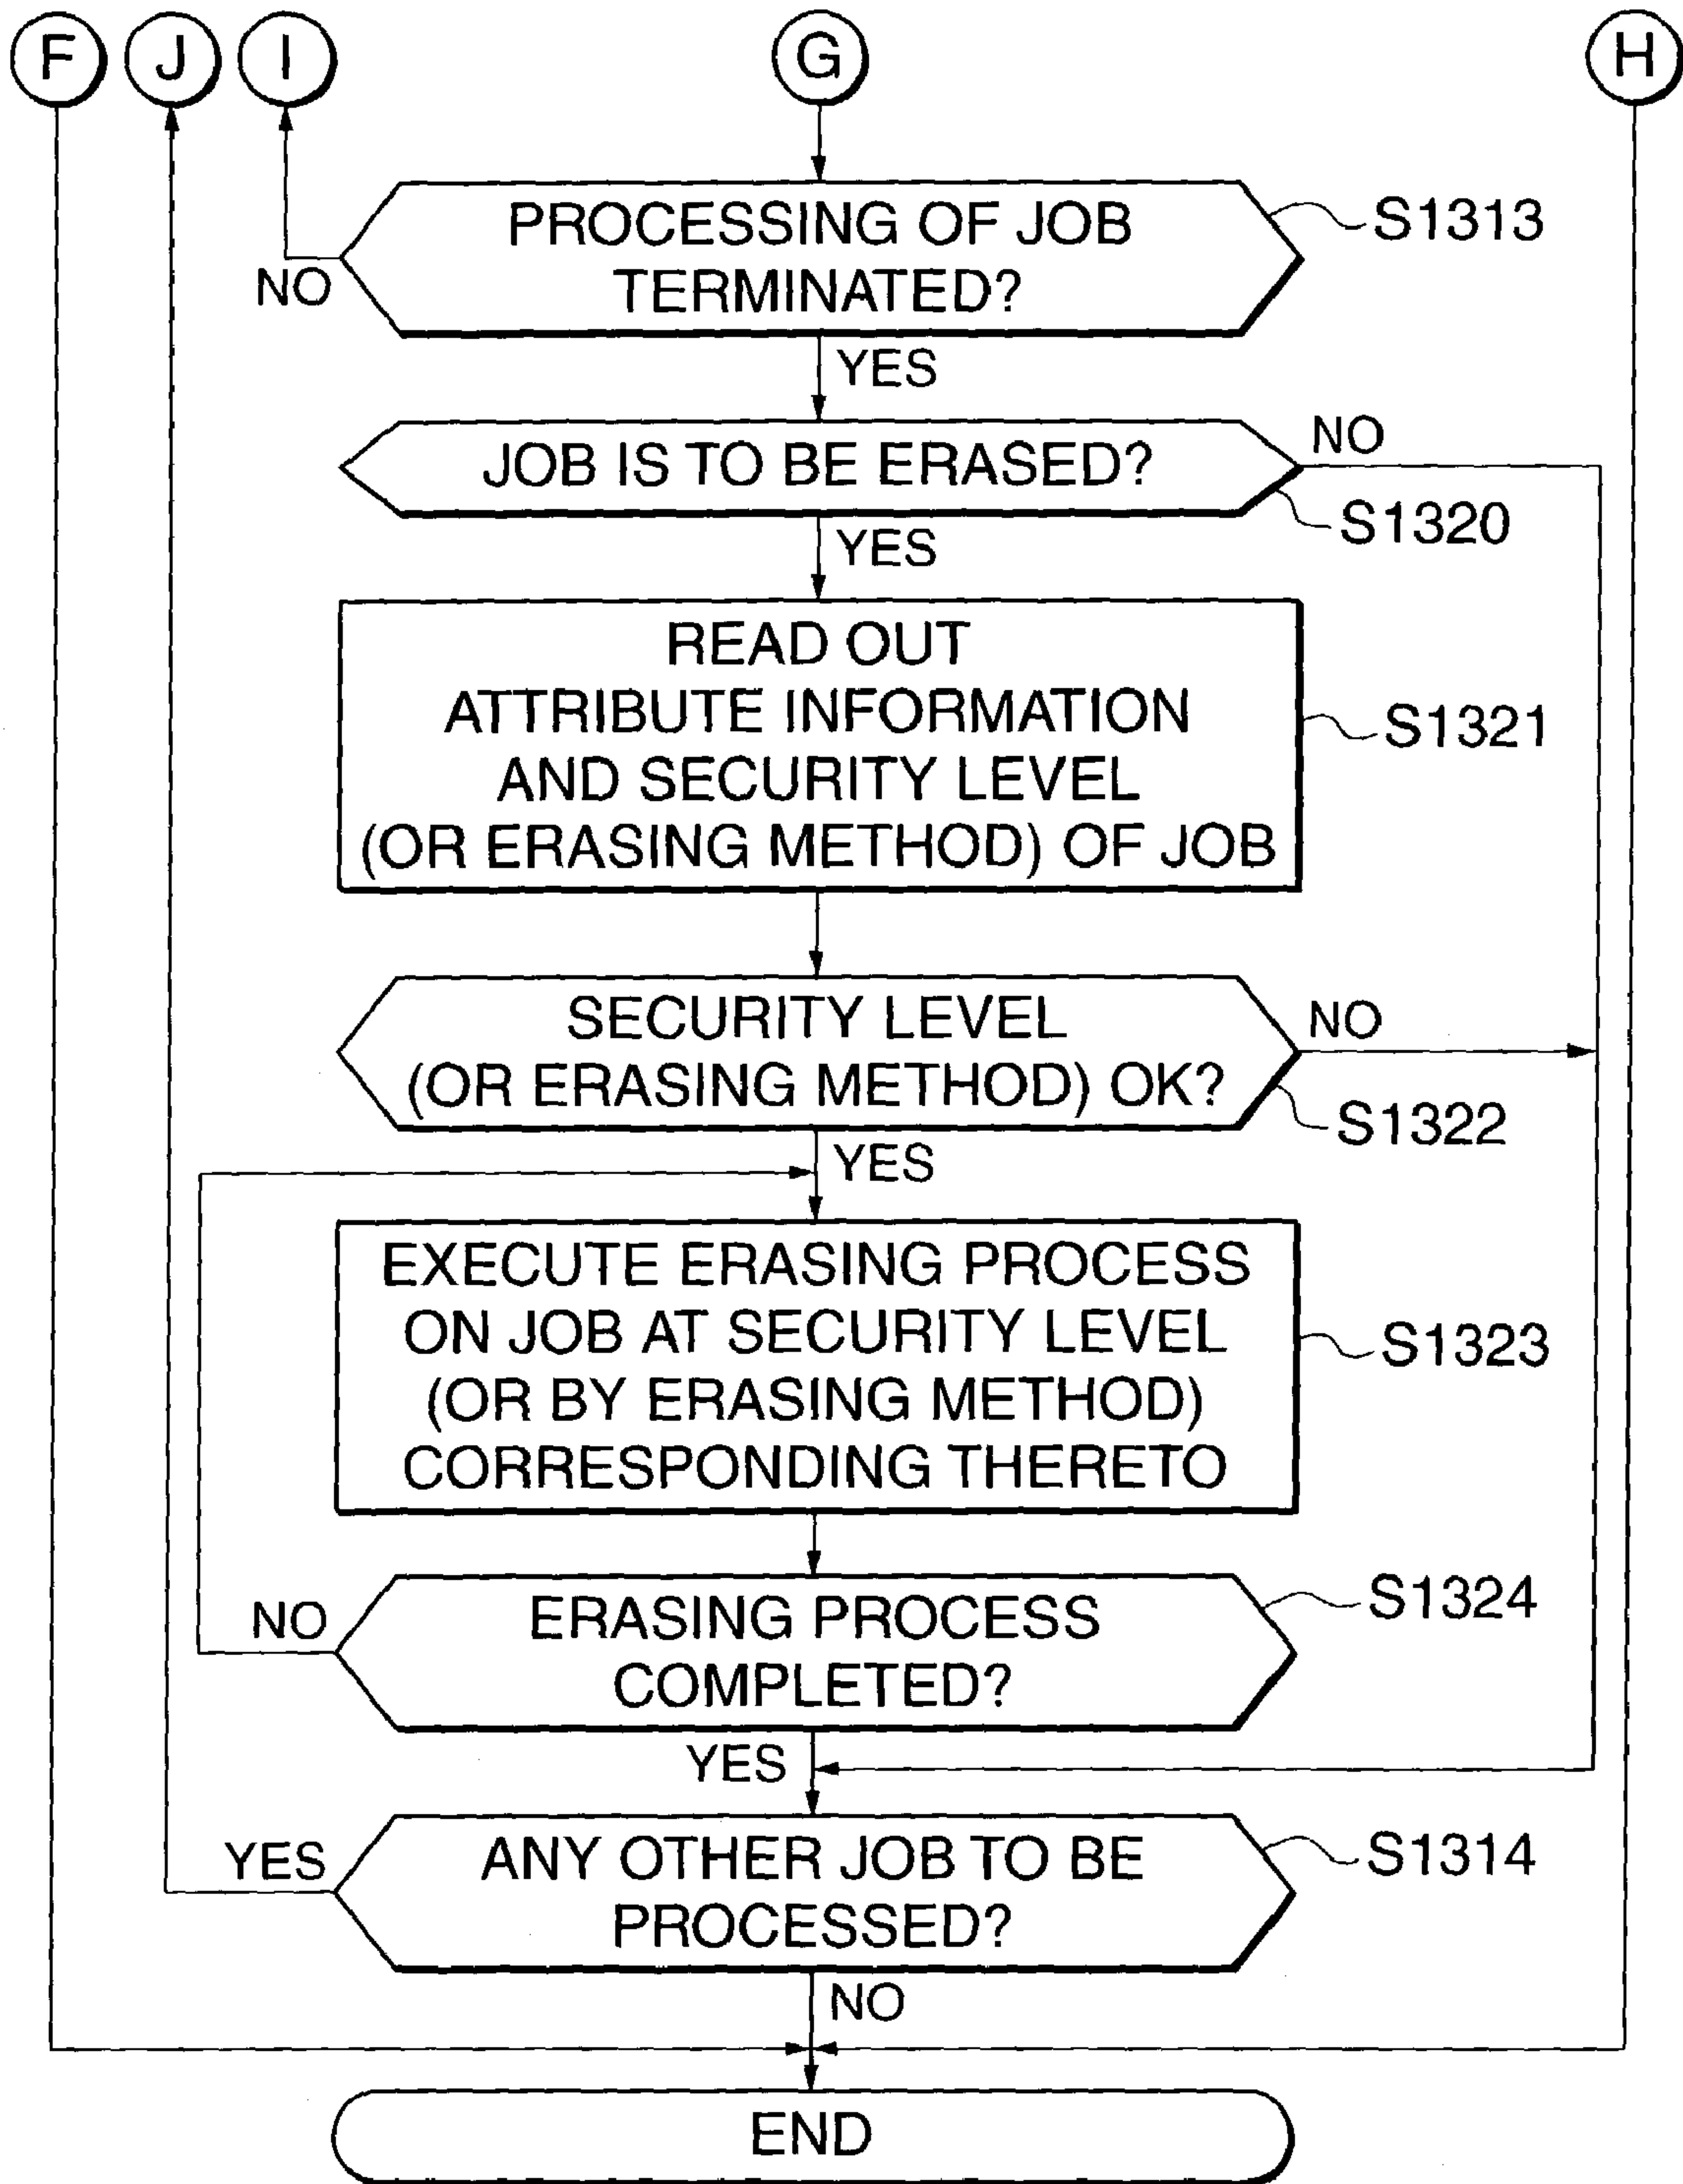 F
J
I
G
H
PROCESSING OF JOB
TERMINATED?
S1313
NO
YES
JOB IS TO BE ERASED?
NO
S1320
YES
READ OUT
ATTRIBUTE INFORMATION
AND SECURITY LEVEL
(OR ERASING METHOD) OF JOB
S1321
SECURITY LEVEL
(OR ERASING METHOD) OK?
NO
S1322
YES
EXECUTE ERASING PROCESS
ON JOB AT SECURITY LEVEL
(OR BY ERASING METHOD)
CORRESPONDING THERETO
S1323
ERASING PROCESS
COMPLETED?
S1324
NO
YES
ANY OTHER JOB TO BE
PROCESSED?
S1314
YES
NO
END